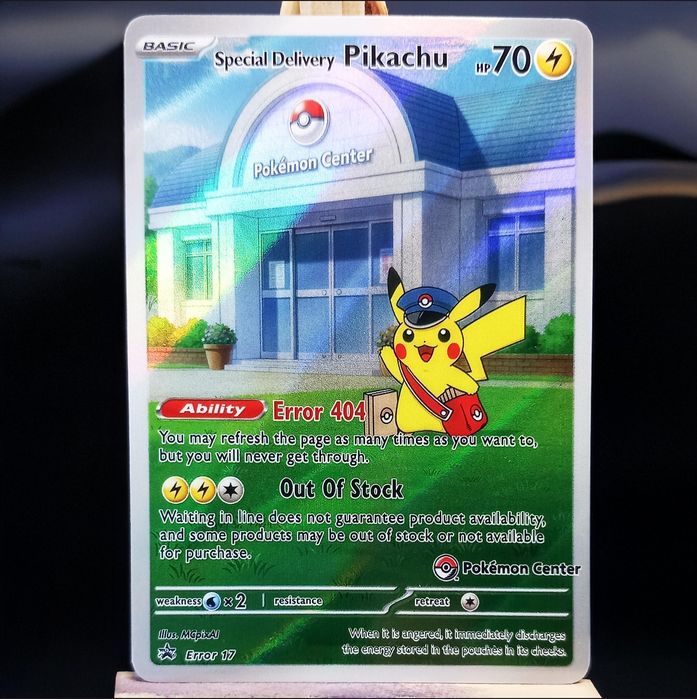 BASIC Special Delivery Pikachu HP 70
Pokémon Center
Ability Error 404
You may refresh the page as many times as you want to,
but you will never get through.
Out Of Stock
Waiting in line does not guarantee product availability,
and some products may be out of stock or not available
for purchase.
Pokémon Center
weakness ×2 resistance retreat
Illus. MCpixAI
Error 17
When it is angered, it immediately discharges
the energy stored in the pouches in its cheeks.